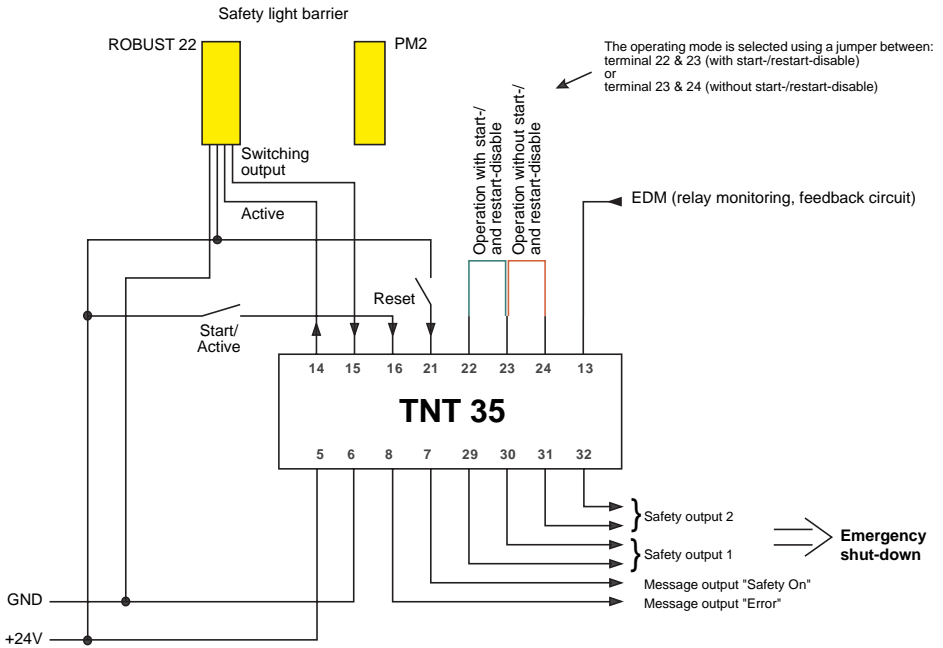 Safety light barrier
ROBUST 22
PM2
The operating mode is selected using a jumper between:
terminal 22 & 23 (with start-/restart-disable)
or
terminal 23 & 24 (without start-/restart-disable)
Switching
output
Active
Operation with start-/
and restart-disable
Operation without start-/
and restart-disable
EDM (relay monitoring, feedback circuit)
Reset
Start/
Active
14 15 16 21 22 23 24 13
TNT 35
5 6 8 7 29 30 31 32
Safety output 2
Safety output 1
Emergency
shut-down
Message output "Safety On"
Message output "Error"
GND
+24V